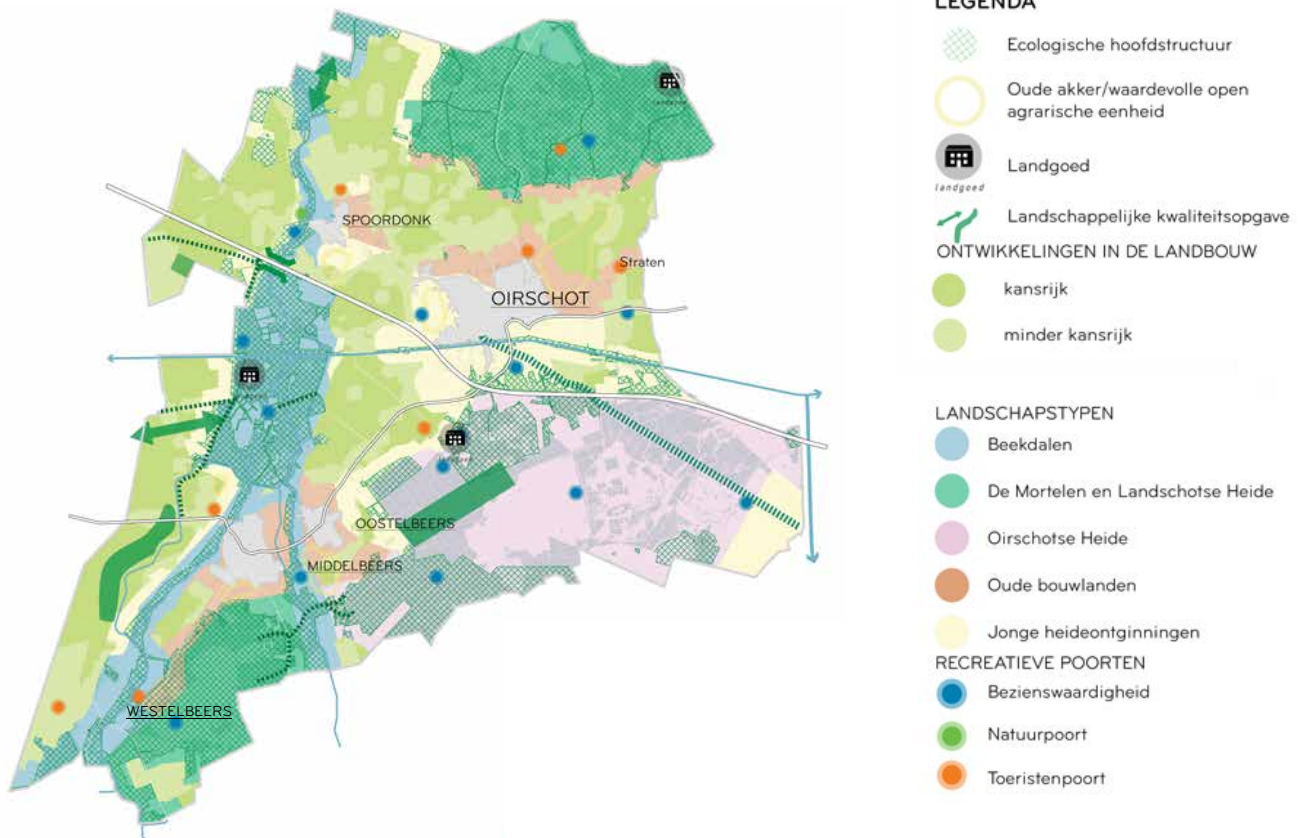 LEGENDA
Ecologische hoofdstructuur
Oude akker/waardevolle open
agrarische eenheid
landgoed
Landgoed
Landschappelijke kwaliteitsopgave
ONTWIKKELINGEN IN DE LANDBOUW
kansrijk
minder kansrijk
LANDSCHAPSTYPEN
Beekdalen
De Mortelen en Landschotse Heide
Oirschotse Heide
Oude bouwlanden
Jonge heideontginningen
RECREATIEVE POORTEN
Bezienswaardigheid
Natuurpoort
Toeristenpoort
landgoed
SPOORDONK
Straten
OIRSCHOT
OOSTELBEERS
MIDDELBEERS
WESTELBEERS